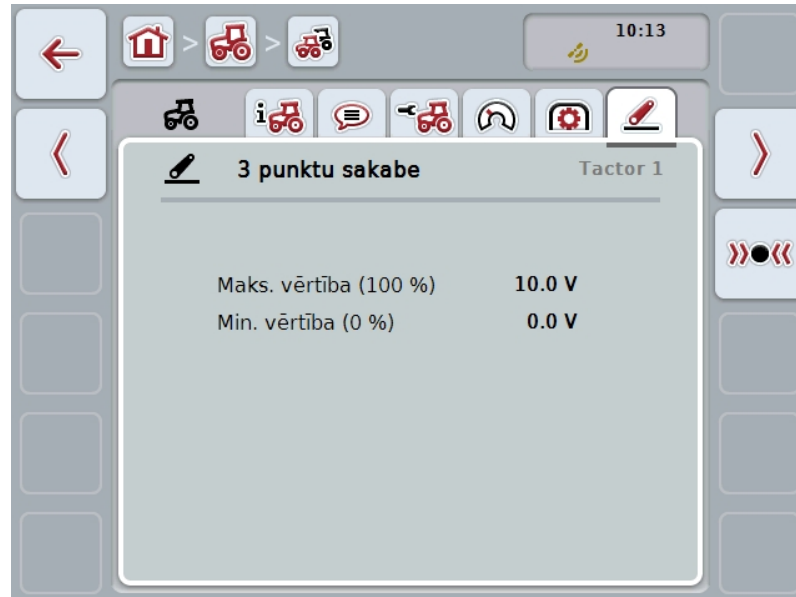 10:13
3 punktu sakabe Tactor 1
Maks. vērtība (100 %) 10.0 V
Min. vērtība (0 %) 0.0 V